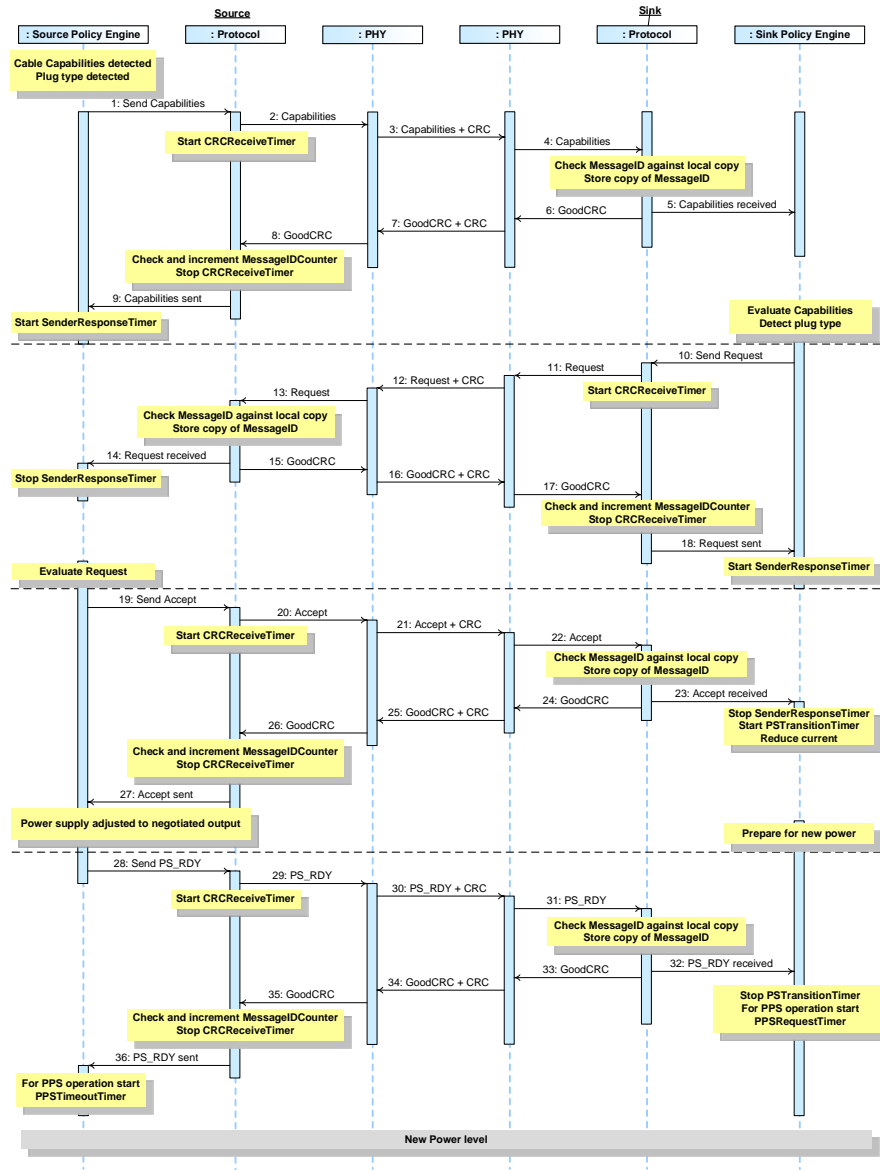 Source
Sink
: Source Policy Engine
: Protocol
: PHY
: PHY
: Protocol
: Sink Policy Engine
Cable Capabilities detected
Plug type detected
1: Send Capabilities
2: Capabilities
Start CRCReceiveTimer
3: Capabilities + CRC
4: Capabilities
Check MessageID against local copy
Store copy of MessageID
5: Capabilities received
6: GoodCRC
7: GoodCRC + CRC
8: GoodCRC
Check and increment MessageIDCounter
Stop CRCReceiveTimer
9: Capabilities sent
Start SenderResponseTimer
Evaluate Capabilities
Detect plug type
10: Send Request
11: Request
Start CRCReceiveTimer
12: Request + CRC
13: Request
Check MessageID against local copy
Store copy of MessageID
14: Request received
Stop SenderResponseTimer
15: GoodCRC
16: GoodCRC + CRC
17: GoodCRC
Check and increment MessageIDCounter
Stop CRCReceiveTimer
18: Request sent
Start SenderResponseTimer
Evaluate Request
19: Send Accept
20: Accept
Start CRCReceiveTimer
21: Accept + CRC
22: Accept
Check MessageID against local copy
Store copy of MessageID
23: Accept received
Stop SenderResponseTimer
Start PSTransitionTimer
Reduce current
24: GoodCRC
25: GoodCRC + CRC
26: GoodCRC
Check and increment MessageIDCounter
Stop CRCReceiveTimer
27: Accept sent
Power supply adjusted to negotiated output
Prepare for new power
28: Send PS_RDY
29: PS_RDY
Start CRCReceiveTimer
30: PS_RDY + CRC
31: PS_RDY
Check MessageID against local copy
Store copy of MessageID
32: PS_RDY received
33: GoodCRC
34: GoodCRC + CRC
35: GoodCRC
Stop PSTransitionTimer
For PPS operation start
PPSRequestTimer
Check and increment MessageIDCounter
Stop CRCReceiveTimer
36: PS_RDY sent
For PPS operation start
PPSTimeoutTimer
New Power level